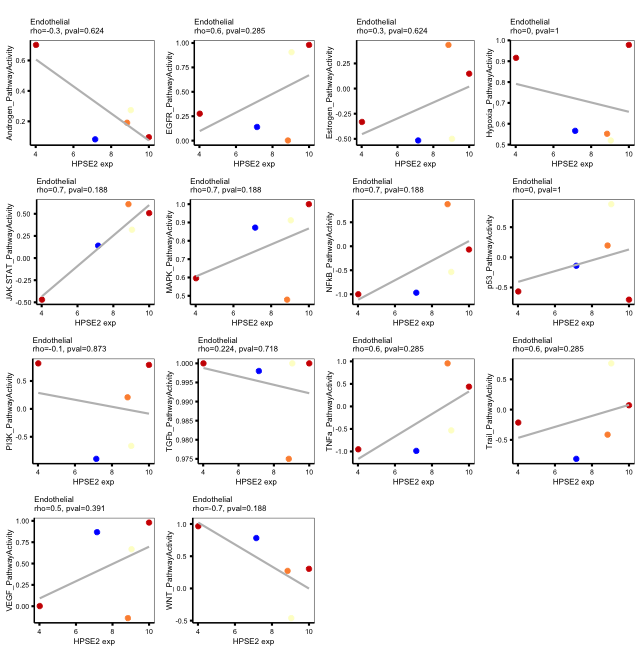 Endothelial
rho=-0.3, pval=0.624
Androgen_PathwayActivity
0.6
0.4
0.2
4
6
8
10
HPSE2 exp
Endothelial
rho=0.6, pval=0.285
EGFR_PathwayActivity
1.00
0.75
0.50
0.25
0.00
4
6
8
10
HPSE2 exp
Endothelial
rho=0.3, pval=0.624
Estrogen_PathwayActivity
0.25
0.00
-0.25
-0.50
4
6
8
10
HPSE2 exp
Endothelial
rho=0, pval=1
Hypoxia_PathwayActivity
1.0
0.9
0.8
0.7
0.6
0.5
4
6
8
10
HPSE2 exp
Endothelial
rho=0.7, pval=0.188
JAK-STAT_PathwayActivity
0.50
0.25
0.00
-0.25
-0.50
4
6
8
10
HPSE2 exp
Endothelial
rho=0.7, pval=0.188
MAPK_PathwayActivity
1.0
0.9
0.8
0.7
0.6
0.5
4
6
8
10
HPSE2 exp
Endothelial
rho=0.7, pval=0.188
NFkB_PathwayActivity
0.5
0.0
-0.5
-1.0
4
6
8
10
HPSE2 exp
Endothelial
rho=0, pval=1
p53_PathwayActivity
0.5
0.0
-0.5
4
6
8
10
HPSE2 exp
Endothelial
rho=-0.1, pval=0.873
PI3K_PathwayActivity
0.5
0.0
-0.5
4
6
8
10
HPSE2 exp
Endothelial
rho=0.224, pval=0.718
TGFb_PathwayActivity
1.000
0.995
0.990
0.985
0.980
0.975
4
6
8
10
HPSE2 exp
Endothelial
rho=0.6, pval=0.285
TNFa_PathwayActivity
1.0
0.5
0.0
-0.5
-1.0
4
6
8
10
HPSE2 exp
Endothelial
rho=0.6, pval=0.285
Trail_PathwayActivity
0.5
0.0
-0.5
4
6
8
10
HPSE2 exp
Endothelial
rho=0.5, pval=0.391
VEGF_PathwayActivity
1.00
0.75
0.50
0.25
0.00
4
6
8
10
HPSE2 exp
Endothelial
rho=-0.7, pval=0.188
WNT_PathwayActivity
1.0
0.5
0.0
-0.5
4
6
8
10
HPSE2 exp